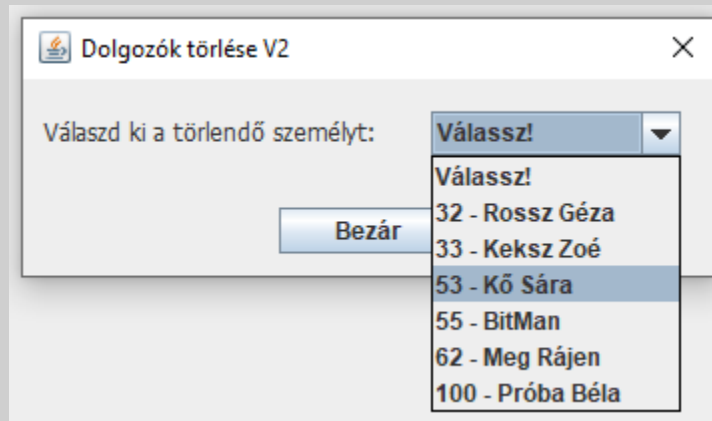 Dolgozók törlése V2
Válaszd ki a törlendő személyt:
Válassz!
Válassz!
32 - Rossz Géza
33 - Keksz Zoé
53 - Kő Sára
55 - BitMan
62 - Meg Rájen
100 - Próba Béla
Bezár